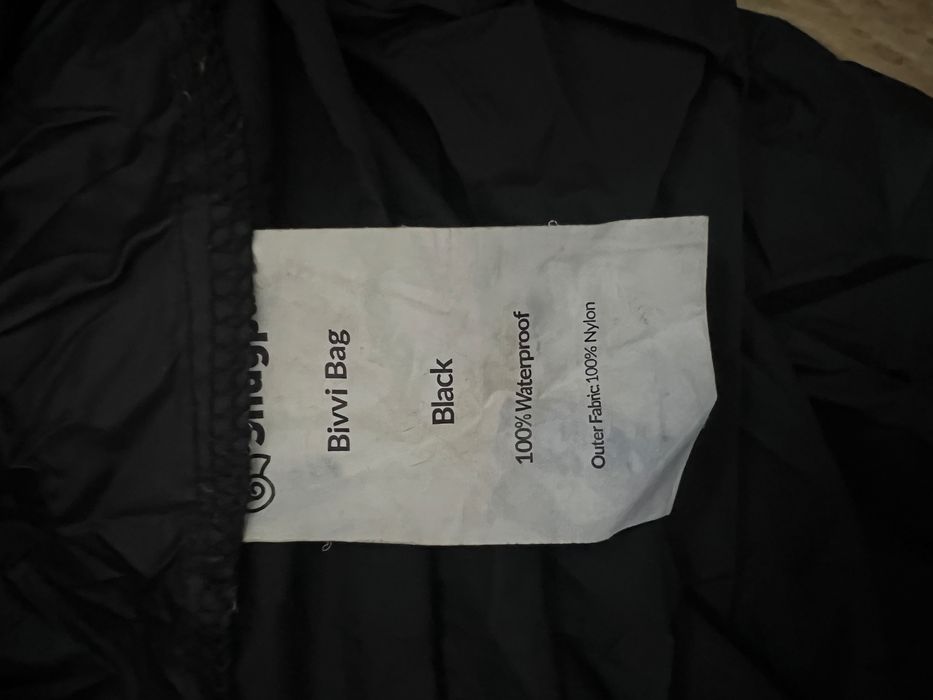 Bivvi Bag
Black
100% Waterproof
Outer Fabric:100% Nylon